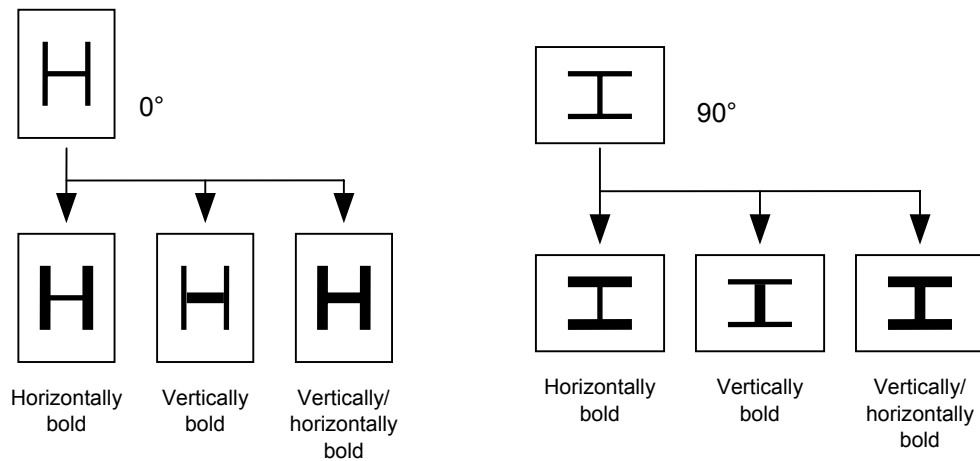 H
0°
H H H
Horizontally
bold
Vertically
bold
Vertically/
horizontally
bold
H
90°
H H H
Horizontally
bold
Vertically
bold
Vertically/
horizontally
bold